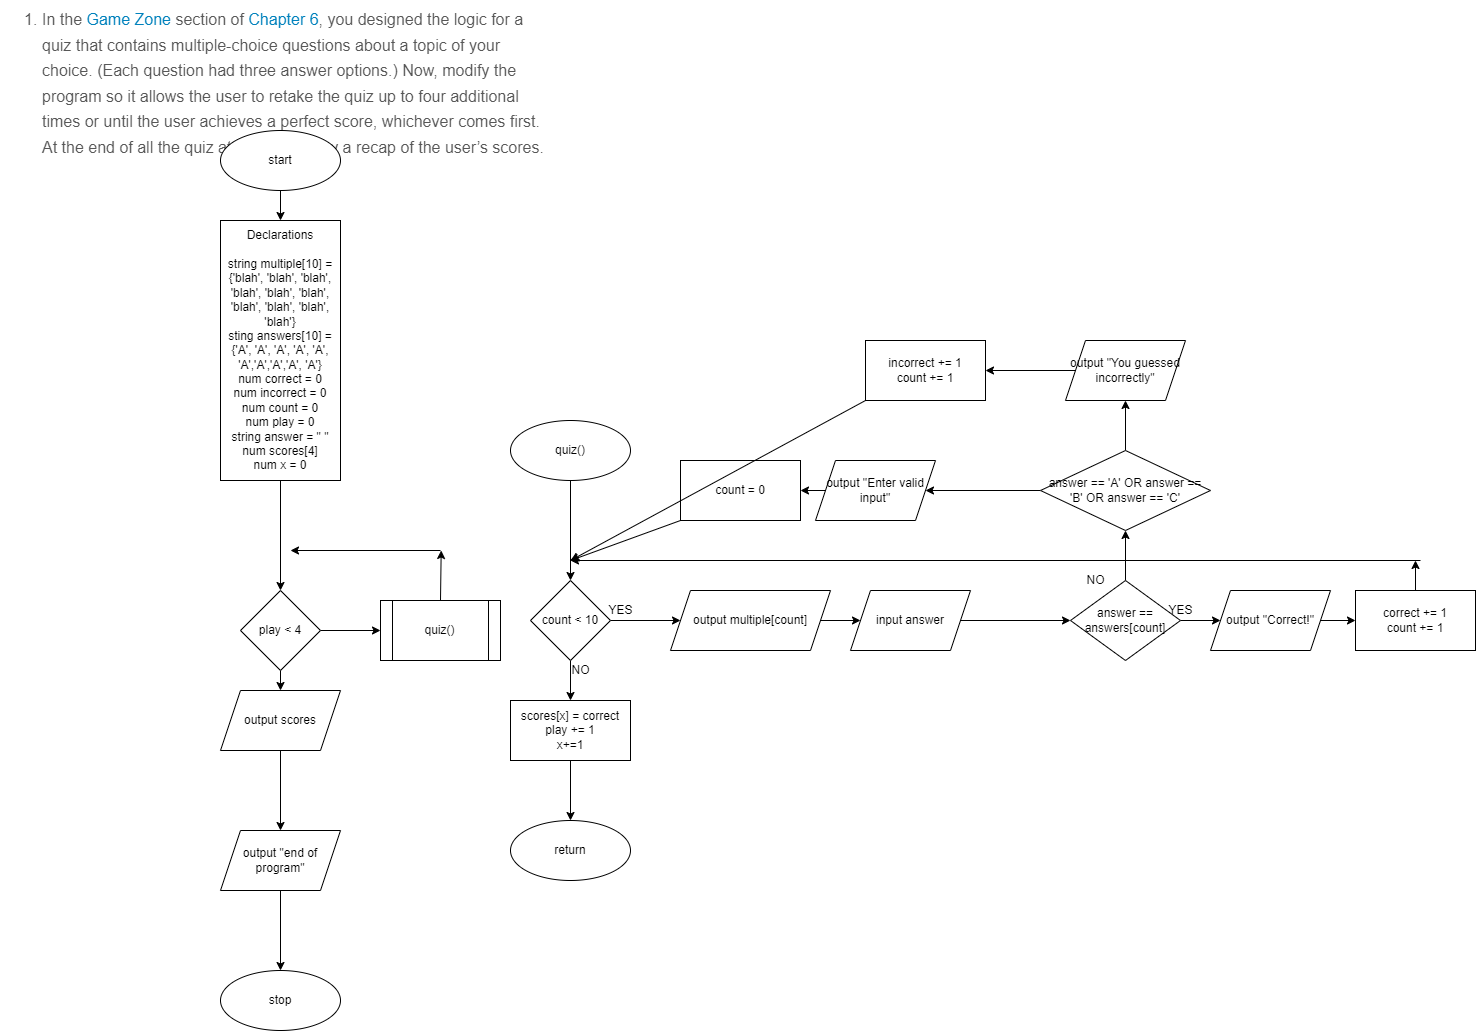 1. In the Game Zone section of Chapter 6, you designed the logic for a
quiz that contains multiple-choice questions about a topic of your
choice. (Each question had three answer options.) Now, modify the
program so it allows the user to retake the quiz up to four additional
times or until the user achieves a perfect score, whichever comes first.
At the end of all the quiz a recap of the user's scores.
start
Declarations
string multiple[10] =
{'blah', 'blah', 'blah',
'blah', 'blah', 'blah',
'blah', 'blah', 'blah',
'blah'}
sting answers[10] =
{'A', 'A', 'A', 'A', 'A',
'A','A','A','A', 'A'}
num correct = 0
num incorrect = 0
num count = 0
num play = 0
string answer = " "
num scores[4]
num x = 0
play < 4
quiz()
output scores
output "end of
program"
stop
quiz()
count < 10
YES
NO
scores[x] = correct
play += 1
x+=1
return
output multiple[count]
input answer
answer ==
answers[count]
YES
NO
output "Correct!"
correct += 1
count += 1
answer == 'A' OR answer ==
'B' OR answer == 'C'
output "Enter valid
input"
count = 0
output "You guessed
incorrectly"
incorrect += 1
count += 1